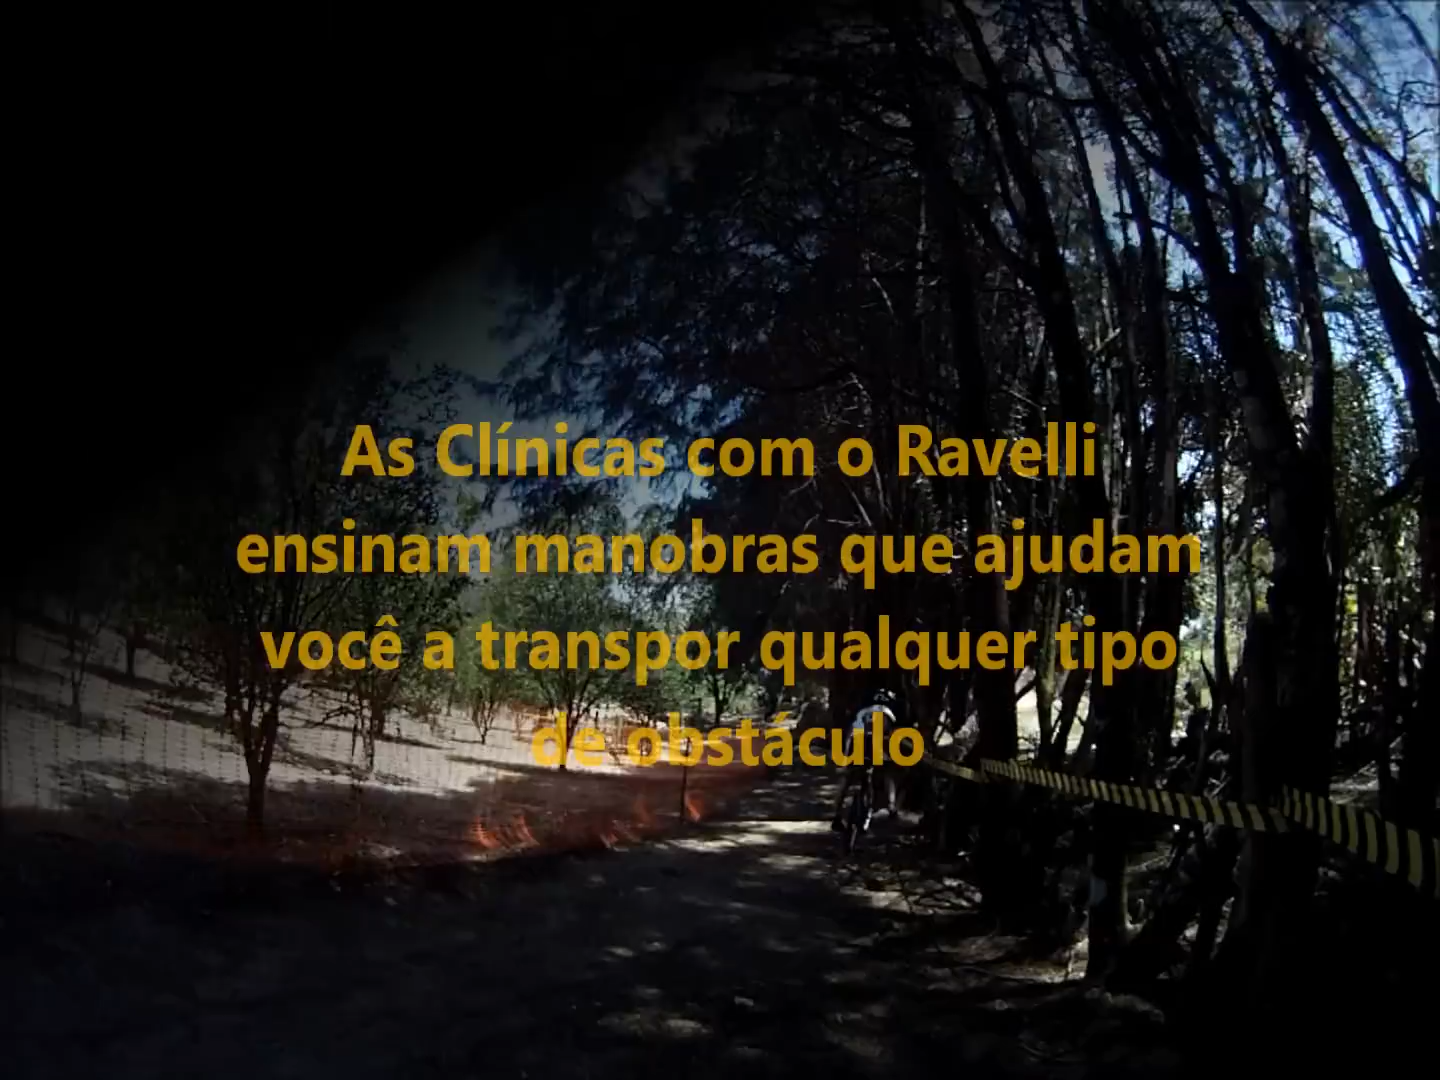 As Clínicas com o Ravelli
ensinam manobras que ajudam
você a transpor qualquer tipo
de obstáculo